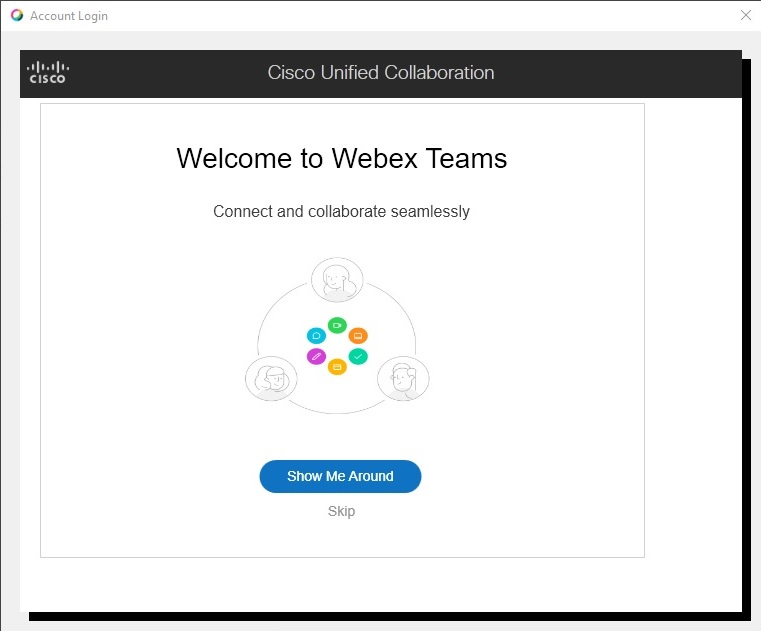 Account Login
CISCO
Cisco Unified Collaboration
Welcome to Webex Teams
Connect and collaborate seamlessly
Show Me Around
Skip